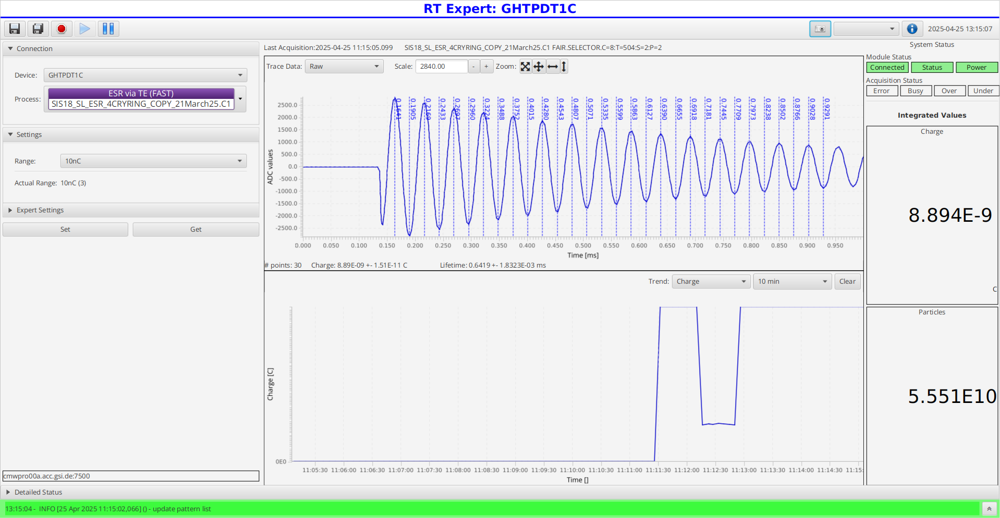 RT Expert: GHTPDT1C
2025-04-25 13:15:07
Connection
Device: GHTPDT1C
Process: ESR via TE (FAST)
SIS18_SL_ESR_4CRYRING_COPY_21March25.C1
Settings
Range: 10nC
Actual Range: 10nC (3)
Expert Settings
Set Get
cmwpro00a.acc.gsi.de:7500
Last Acquisition:2025-04-25 11:15:05.099 SIS18_SL_ESR_4CRYRING_COPY_21March25.C1 FAIR.SELECTOR.C=8:T=504:S=2:P=2
Trace Data: Raw Scale: 2840.00 - + Zoom:
0.1641 0.1905 0.2169 0.2433 0.2697 0.2960 0.3224 0.3488 0.3752 0.4015 0.4280 0.4543 0.4807 0.5071 0.5335 0.5599 0.5863 0.6127 0.6390 0.6655 0.6918 0.7181 0.7445 0.7709 0.7973 0.8238 0.8502 0.8766 0.9028 0.9291
2500.0
2000.0
1500.0
1000.0
500.0
0.0
-500.0
-1000.0
-1500.0
-2000.0
-2500.0
ADC values
0.000 0.050 0.100 0.150 0.200 0.250 0.300 0.350 0.400 0.450 0.500 0.550 0.600 0.650 0.700 0.750 0.800 0.850 0.900 0.950
Time [ms]
# points: 30 Charge: 8.89E-09 +- 1.51E-11 C Lifetime: 0.6419 +- 1.8323E-03 ms
Trend: Charge 10 min Clear
Charge [C]
0E0
11:05:30 11:06:00 11:06:30 11:07:00 11:07:30 11:08:00 11:08:30 11:09:00 11:09:30 11:10:00 11:10:30 11:11:00 11:11:30 11:12:00 11:12:30 11:13:00 11:13:30 11:14:00 11:14:30 11:15:
Time []
System Status
Module Status
Connected Status Power
Acquisition Status
Error Busy Over Under
Integrated Values
Charge
8.894E-9
C
Particles
5.551E10
Detailed Status
13:15:04 - INFO [25 Apr 2025 11:15:02,066] () - update pattern list